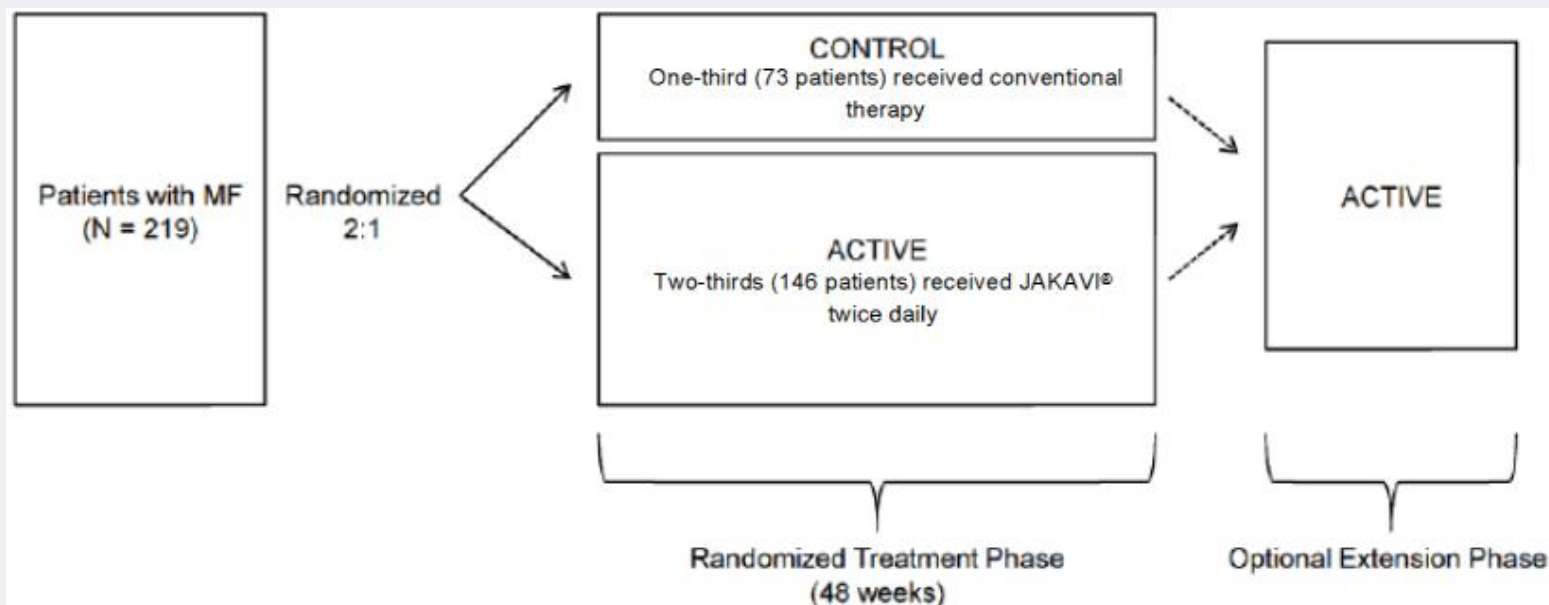 Patients with MF
(N = 219)
Randomized
2:1
CONTROL
One-third (73 patients) received conventional
therapy
ACTIVE
Two-thirds (146 patients) received JAKAVI®
twice daily
ACTIVE
Randomized Treatment Phase
(48 weeks)
Optional Extension Phase